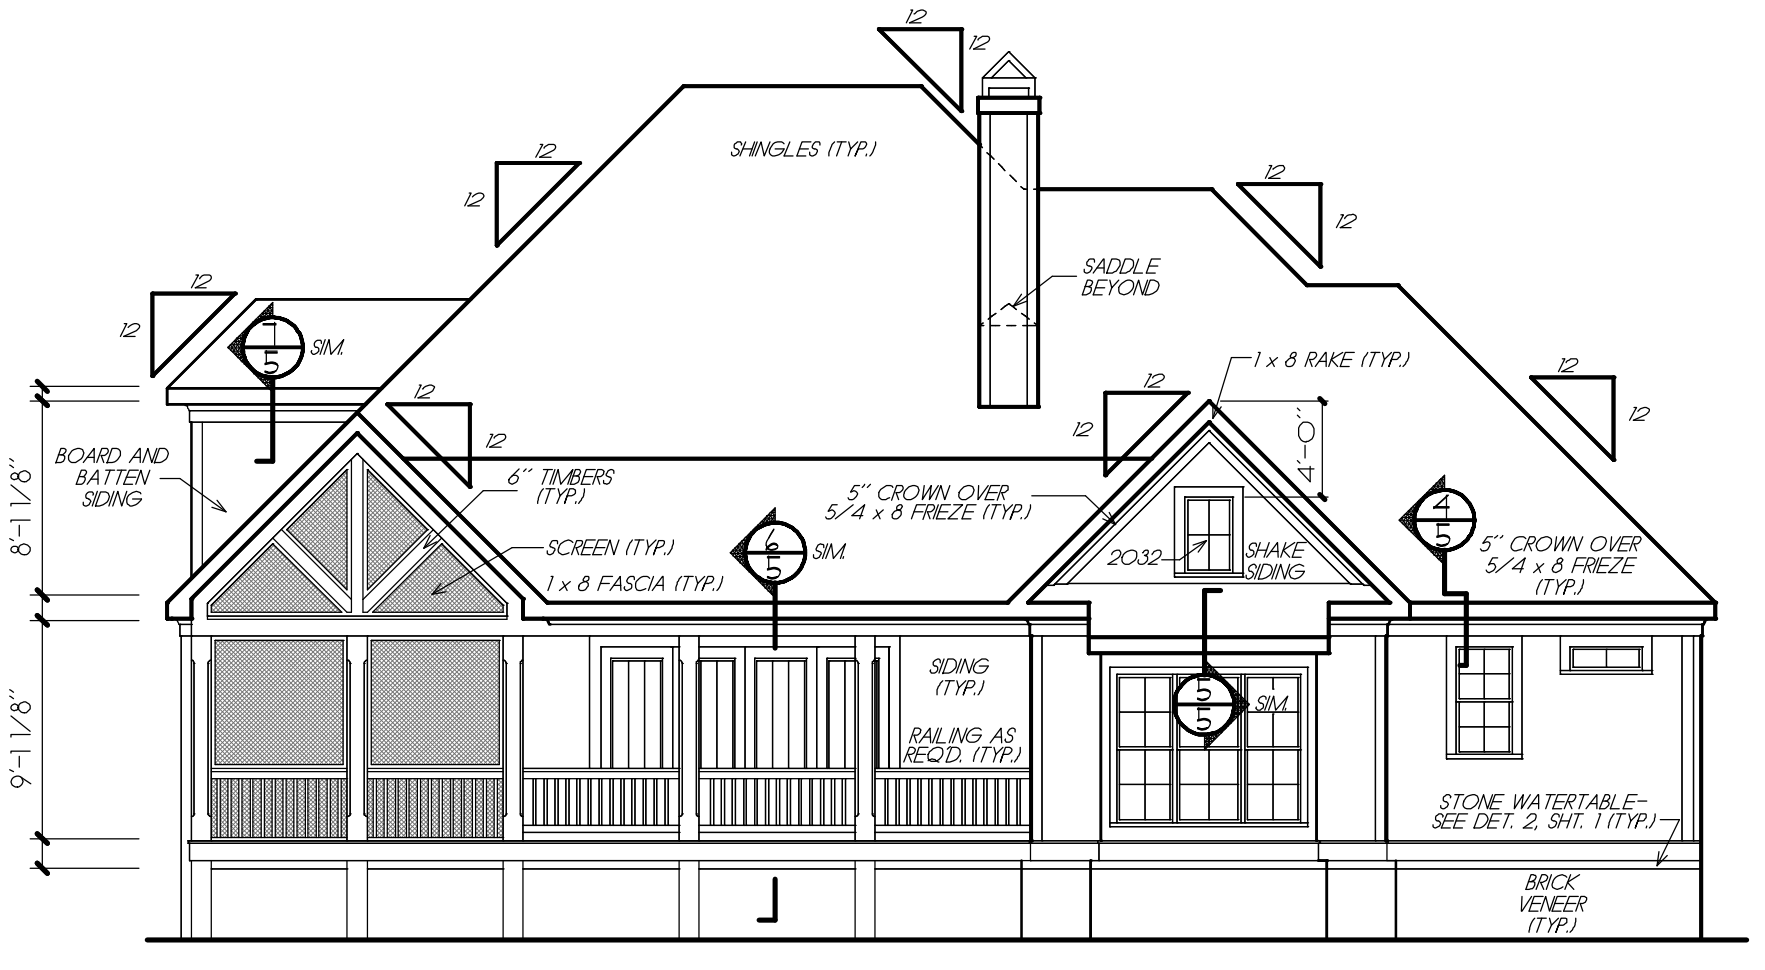 12
12
SHINGLES (TYP.)
12
12
12
12
SADDLE
BEYOND
12
12
1
5
SIM.
1 x 8 RAKE (TYP.)
12
12
12
12
12
12
4'-0"
BOARD AND
BATTEN
SIDING
8'-11/8"
6" TIMBERS
(TYP.)
5" CROWN OVER
5/4 x 8 FRIEZE (TYP.)
SCREEN (TYP.)
1 x 8 FASCIA (TYP.)
6
5
SIM.
2032
SHAKE
SIDING
4
5
5" CROWN OVER
5/4 x 8 FRIEZE
(TYP.)
9'-11/8"
SIDING
(TYP.)
RAILING AS
REQ'D. (TYP.)
5
5
SIM.
STONE WATERTABLE-
SEE DET. 2, SHT. 1 (TYP.)
BRICK
VENEER
(TYP.)